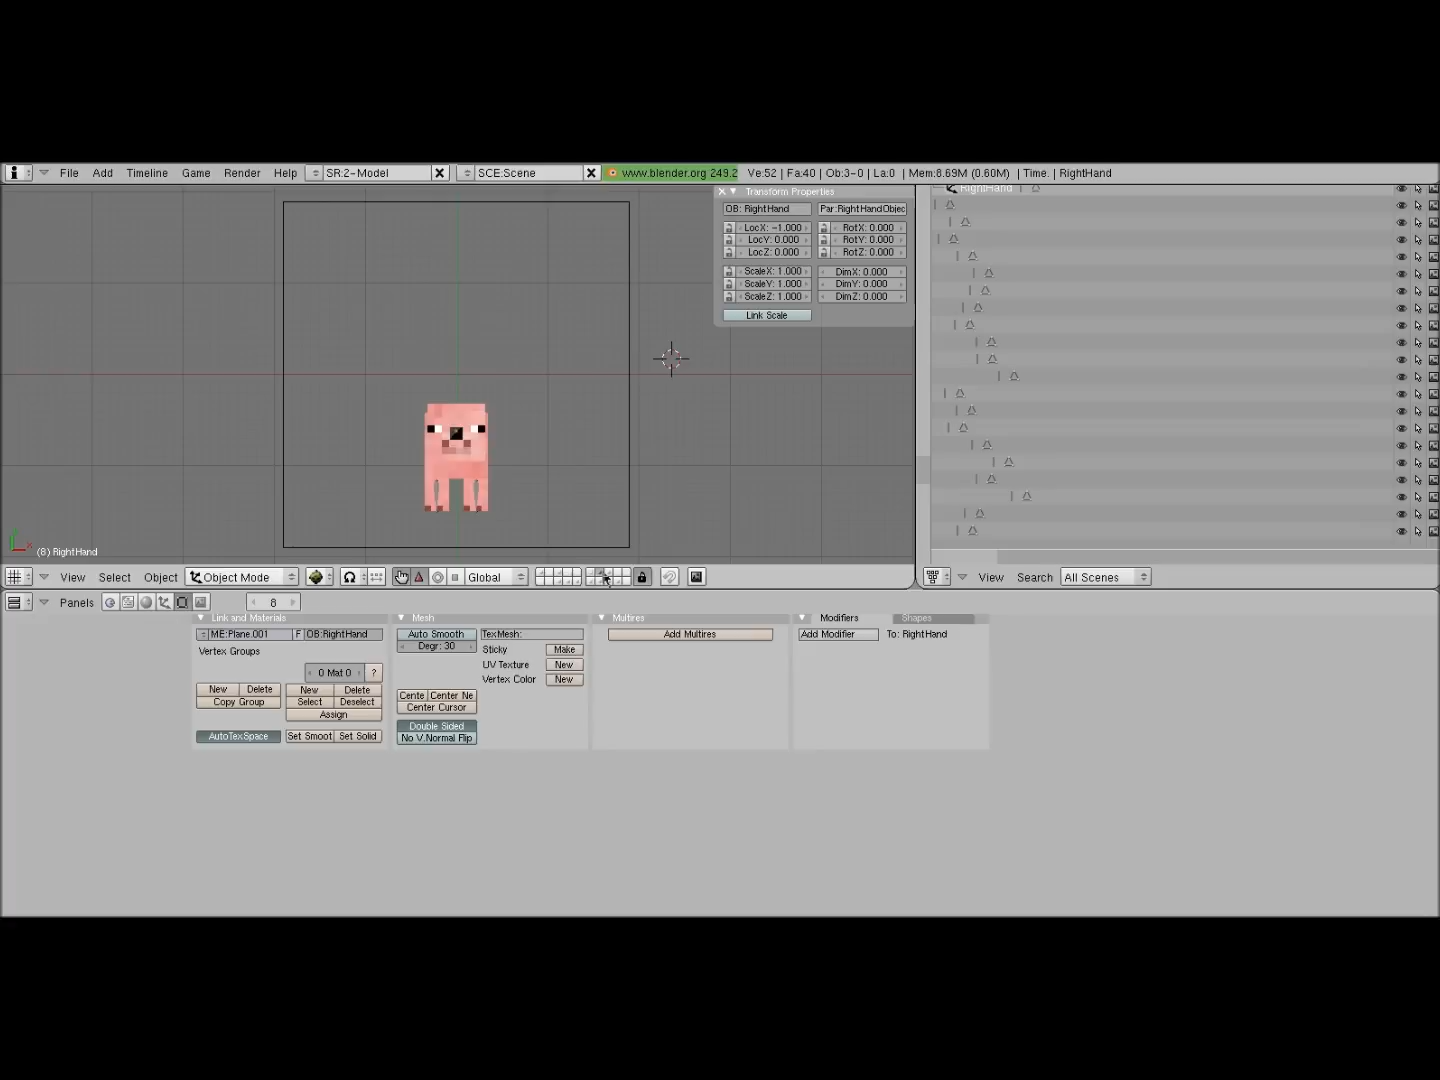 File Add Timeline Game Render Help SR:2-Model SCE:Scene www.blender.org 249.2 Ve:52 | Fa:40 | Ob:3-0 | La:0 | Mem:8.69M (0.60M) | Time: | RightHand
Transform Properties
OB: RightHand Par:RightHandObjec
LocX: -1.000 RotX: 0.000
LocY: 0.000 RotY: 0.000
LocZ: 0.000 RotZ: 0.000
ScaleX: 1.000 DimX: 0.000
ScaleY: 1.000 DimY: 0.000
ScaleZ: 1.000 DimZ: 0.000
Link Scale
RightHand
(8) RightHand
View Select Object Object Mode Global
View Search All Scenes
Panels 8
Link and Materials
ME:Plane.001 F OB:RightHand
Vertex Groups
0 Mat 0 ?
New Delete New Delete
Copy Group Select Deselect
Assign
AutoTexSpace Set Smoot Set Solid
Mesh
Auto Smooth TexMesh:
Degr: 30
Sticky Make
UV Texture New
Vertex Color New
Cente Center Ne
Center Cursor
Double Sided
No V.Normal Flip
Multires
Add Multires
Modifiers Shapes
Add Modifier To: RightHand